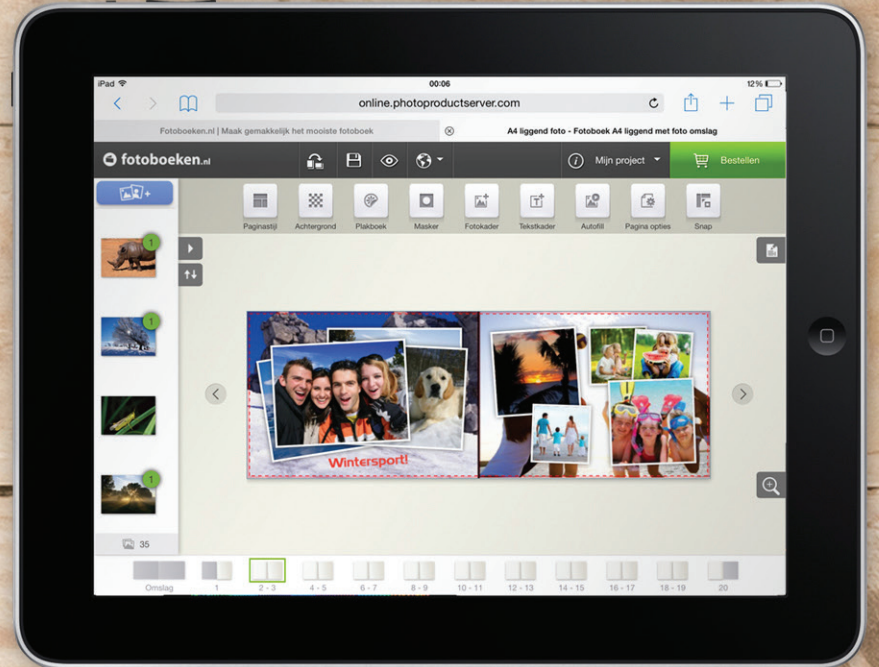 iPad 00:06 12%
online.photoproductserver.com
Fotoboeken.nl | Maak gemakkelijk het mooiste fotoboek A4 liggend foto - Fotoboek A4 liggend met foto omslag
fotoboeken.nl Mijn project Bestellen
Paginastijl Achtergrond Plakboek Masker Fotokader Tekstkader Autofill Pagina opties Snap
1
1
Wintersport!
1
35
Omslag 1 2 - 3 4 - 5 6 - 7 8 - 9 10 - 11 12 - 13 14 - 15 16 - 17 18 - 19 20